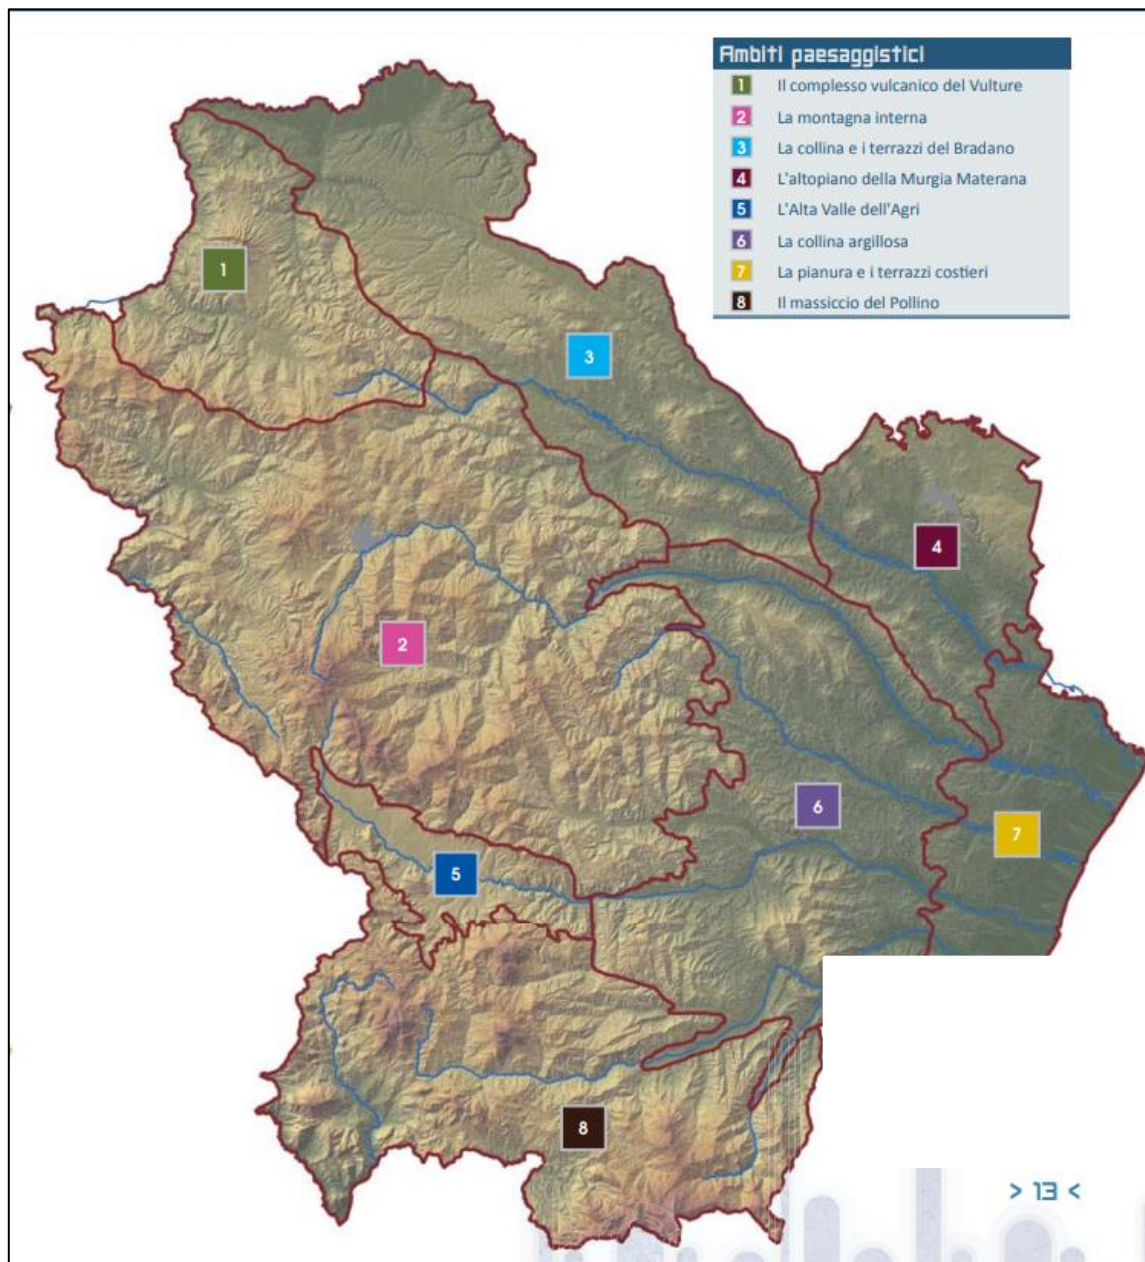 Ambiti paesaggistici
1 Il complesso vulcanico del Vulture
2 La montagna interna
3 La collina e i terrazzi del Bradano
4 L'altopiano della Murgia Materana
5 L'Alta Valle dell'Agri
6 La collina argillosa
7 La pianura e i terrazzi costieri
8 Il massiccio del Pollino
1
3
4
2
6
7
5
8
> 13 <